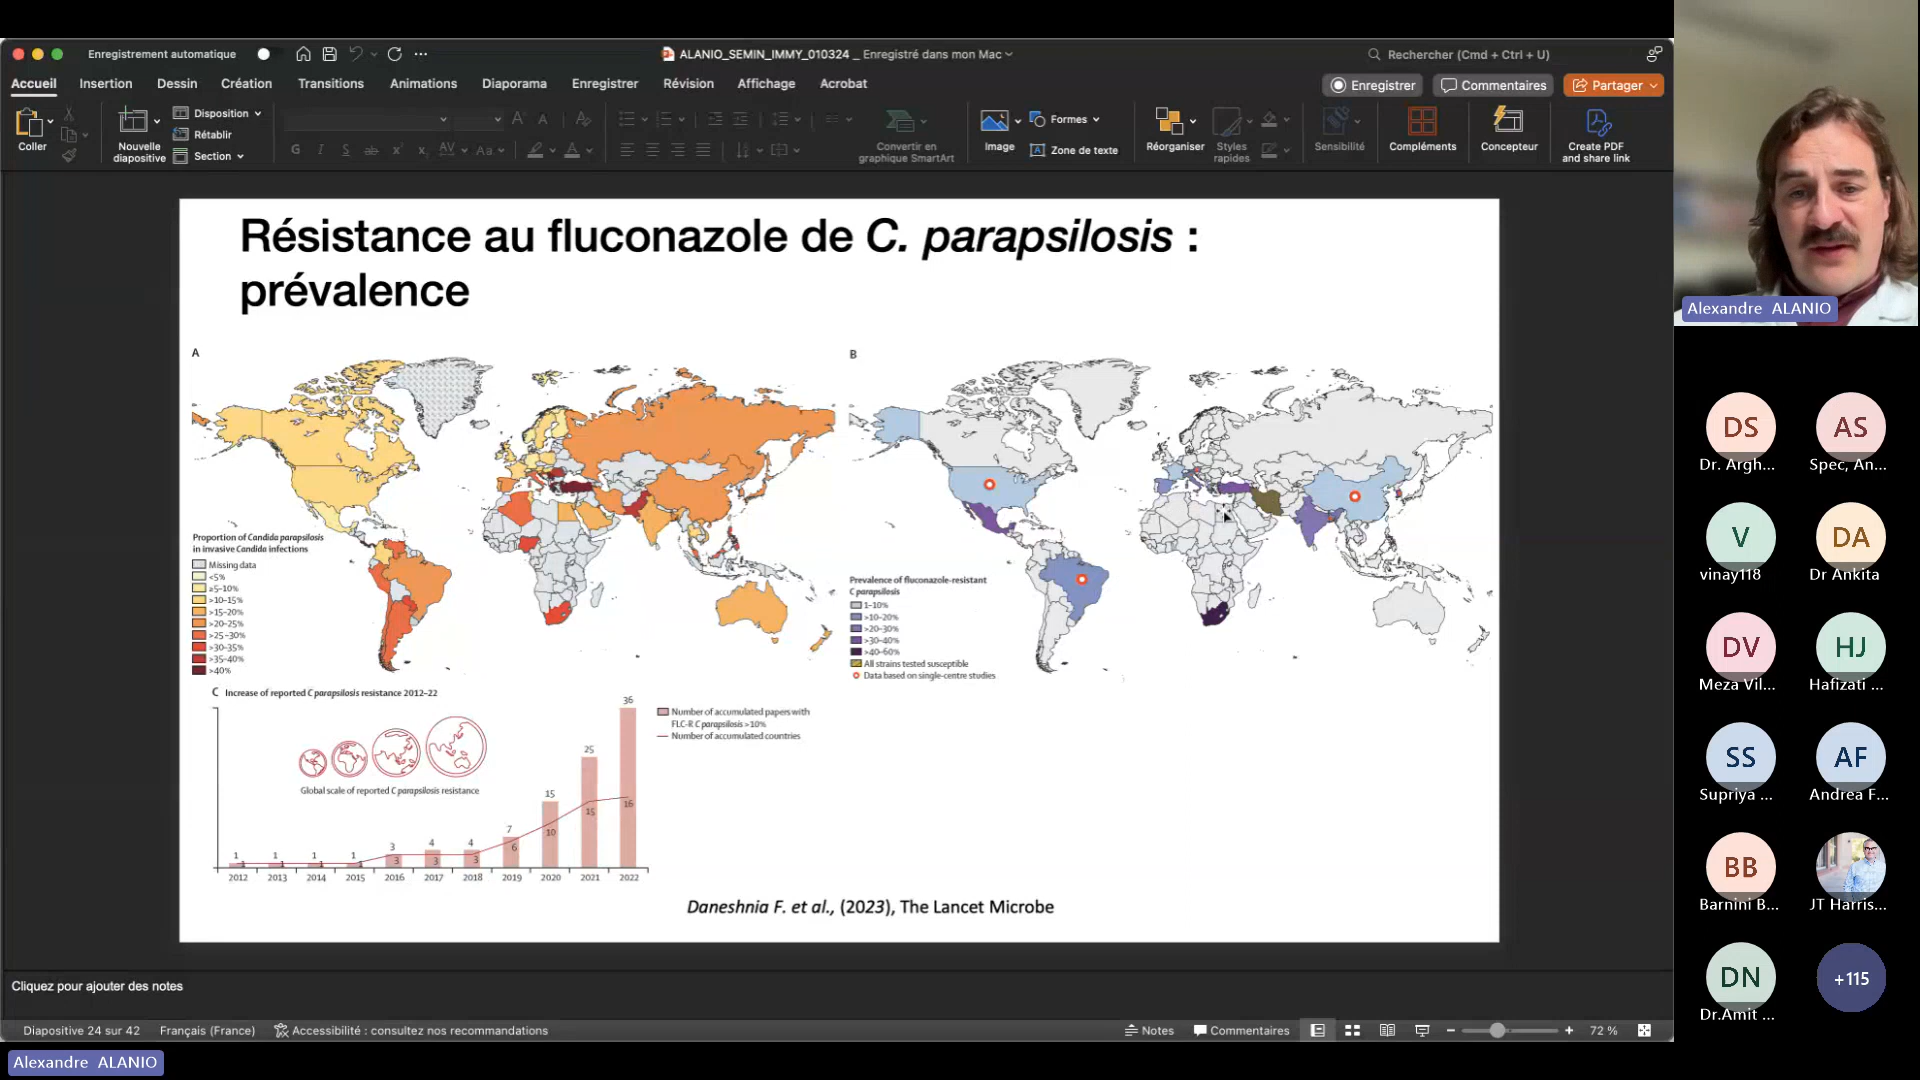 Enregistrement automatique
ALANIO_SEMIN_IMMY_010324 _ Enregistré dans mon Mac
Rechercher (Cmd + Ctrl + U)
Accueil Insertion Dessin Création Transitions Animations Diaporama Enregistrer Révision Affichage Acrobat
Enregistrer Commentaires Partager
Coller
Nouvelle diapositive
Disposition
Rétablir
Section
Convertir en graphique SmartArt
Image
Formes
Zone de texte
Réorganiser
Styles rapides
Sensibilité
Compléments
Concepteur
Create PDF and share link
Résistance au fluconazole de C. parapsilosis :
prévalence
A
Proportion of Candida parapsilosis
in invasive Candida infections
Missing data
<5%
≥5–10%
>10–15%
>15–20%
>20–25%
>25–30%
>30–35%
>35–40%
>40%
B
Prevalence of fluconazole-resistant
C parapsilosis
1–10%
>10–20%
>20–30%
>30–40%
>40–60%
All strains tested susceptible
Data based on single-centre studies
C Increase of reported C parapsilosis resistance 2012–22
Global scale of reported C parapsilosis resistance
Number of accumulated papers with
FLC-R C parapsilosis >10%
Number of accumulated countries
1 1 1 1 3 4 4 7 15 25 36
1 1 1 1 3 3 3 6 10 15 16
2012 2013 2014 2015 2016 2017 2018 2019 2020 2021 2022
Daneshnia F. et al., (2023), The Lancet Microbe
Cliquez pour ajouter des notes
Diapositive 24 sur 42 Français (France) Accessibilité : consultez nos recommandations
Notes Commentaires 72 %
Alexandre ALANIO
Alexandre ALANIO
DS AS
Dr. Argh... Spec, An...
V DA
vinay118 Dr Ankita
DV HJ
Meza Vil... Hafizati ...
SS AF
Supriya ... Andrea F...
BB
Barnini B... JT Harris...
DN +115
Dr.Amit ...